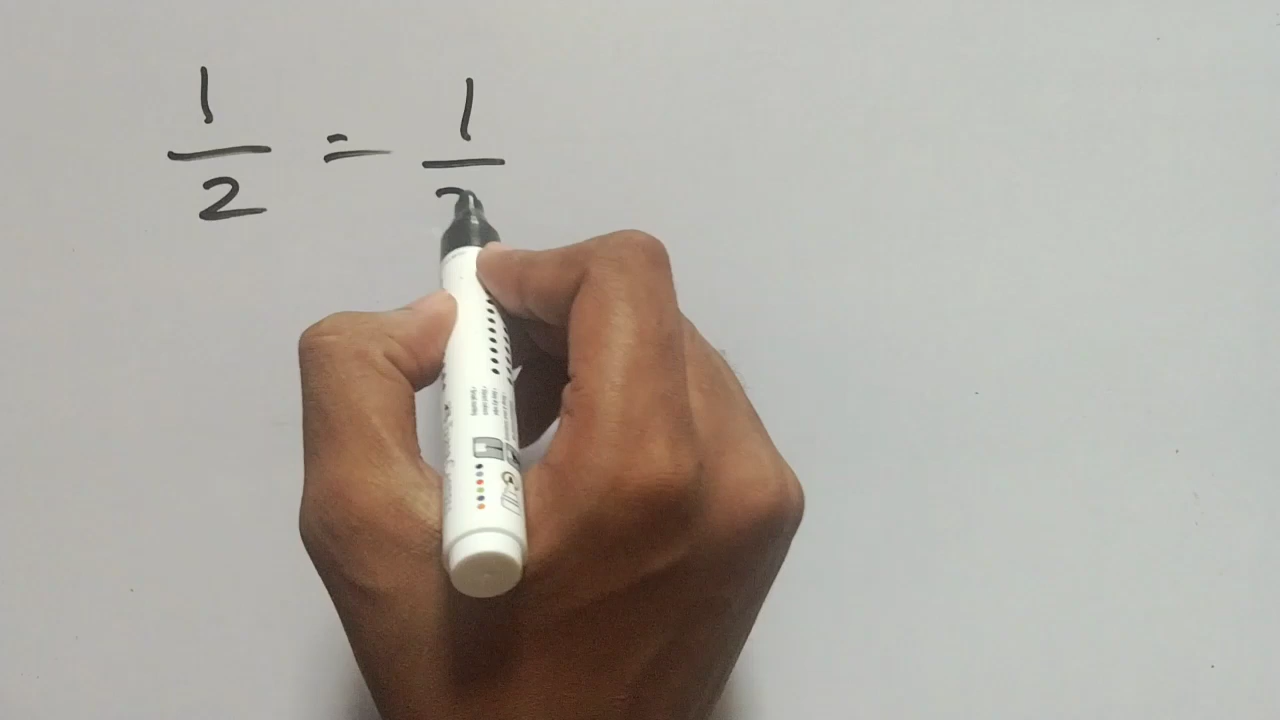 1/2 = 1/